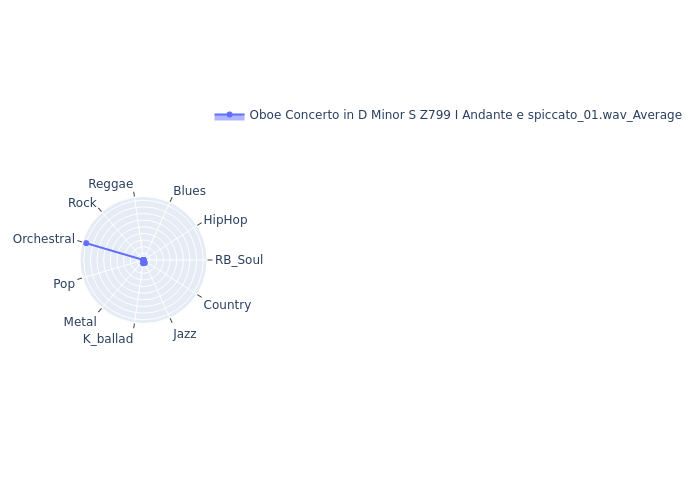 Oboe Concerto in D Minor S Z799 I Andante e spiccato_01.wav_Average
Reggae
Blues
Rock
HipHop
Orchestral
RB_Soul
Pop
Country
Metal
Jazz
K_ballad